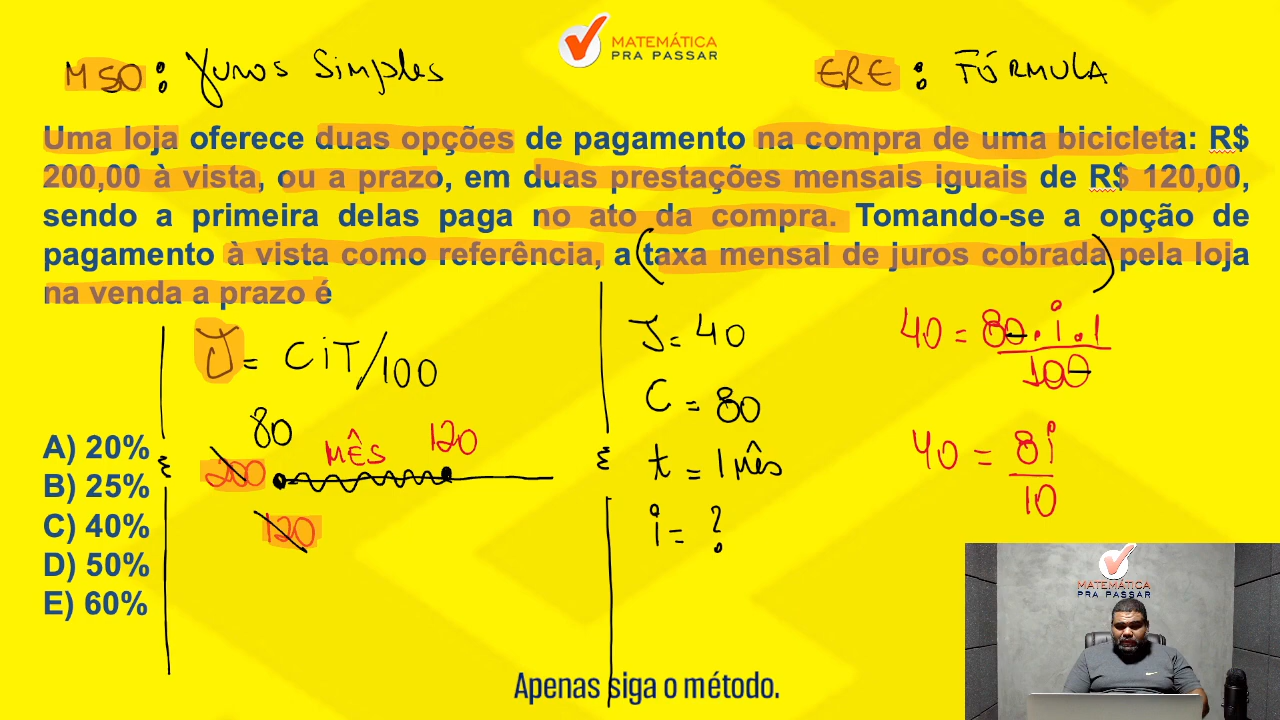 MATEMÁTICA
PRA PASSAR
MSO : Juros Simples
ERE : FÓRMULA
Uma loja oferece duas opções de pagamento na compra de uma bicicleta: R$
200,00 à vista, ou a prazo, em duas prestações mensais iguais de R$ 120,00,
sendo a primeira delas paga no ato da compra. Tomando-se a opção de
pagamento à vista como referência, a (taxa mensal de juros cobrada) pela loja
na venda a prazo é
J = CiT/100
80
MÊS 120
200
120
A) 20%
B) 25%
C) 40%
D) 50%
E) 60%
J = 40
C = 80
t = 1 mês
i = ?
40 = 80.i.1
100
40 = 8i
10
MATEMÁTICA
PRA PASSAR
Apenas siga o método.